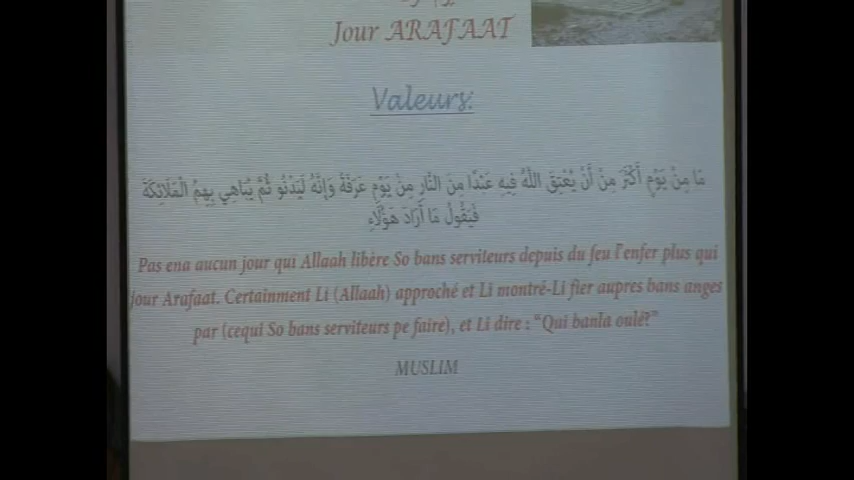 Jour ARAFAAT
Valeurs:
مَا مِنْ يَوْمٍ أَكْثَرَ مِنْ أَنْ يُعْتِقَ اللَّهُ فِيهِ عَبْدًا مِنَ النَّارِ مِنْ يَوْمِ عَرَفَةَ وَإِنَّهُ لَيَدْنُو ثُمَّ يُبَاهِي بِهِمُ الْمَلَائِكَةَ
فَيَقُولُ مَا أَرَادَ هَؤُلَاءِ
Pas ena aucun jour qui Allaah libére So bans serviteurs depuis du feu l'enfer plus qui
jour Arafaat. Certainment Li (Allaah) approché et Li montré-Li fier aupres bans anges
par (cequi So bans serviteurs pe faire), et Li dire : "Qui banla oulé?"
MUSLIM